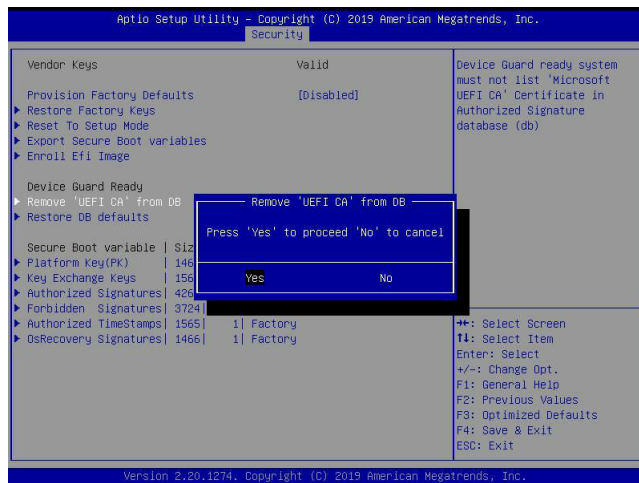 Aptio Setup Utility – Copyright (C) 2019 American Megatrends, Inc.
Security
Vendor Keys Valid
Provision Factory Defaults [Disabled]
Restore Factory Keys
Reset To Setup Mode
Export Secure Boot variables
Enroll Efi Image
Device Guard Ready
Remove 'UEFI CA' from DB
Restore DB defaults
Secure Boot variable | Siz
Platform Key(PK) | 146
Key Exchange Keys | 156
Authorized Signatures| 426
Forbidden Signatures| 3724|
Authorized TimeStamps| 1565| 1| Factory
OsRecovery Signatures| 1466| 1| Factory
Remove 'UEFI CA' from DB
Press 'Yes' to proceed 'No' to cancel
Yes No
Device Guard ready system
must not list 'Microsoft
UEFI CA' Certificate in
Authorized Signature
database (db)
→←: Select Screen
↑↓: Select Item
Enter: Select
+/-: Change Opt.
F1: General Help
F2: Previous Values
F3: Optimized Defaults
F4: Save & Exit
ESC: Exit
Version 2.20.1274. Copyright (C) 2019 American Megatrends, Inc.